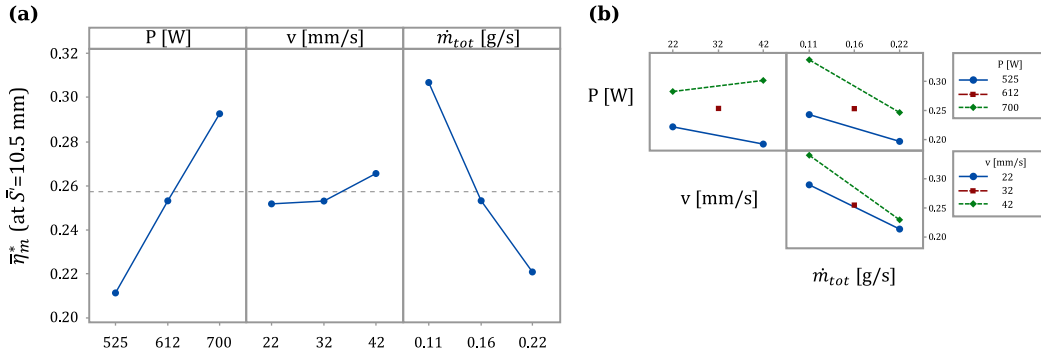 (a)
P [W] v [mm/s] ṁtot [g/s]
η̄*m (at S̄'=10.5 mm)
0.32
0.30
0.28
0.26
0.24
0.22
0.20
525 612 700 22 32 42 0.11 0.16 0.22
(b)
22 32 42 0.11 0.16 0.22
P [W]
0.30
0.25
0.20
P [W]
525
612
700
v [mm/s]
0.30
0.25
0.20
v [mm/s]
22
32
42
ṁtot [g/s]